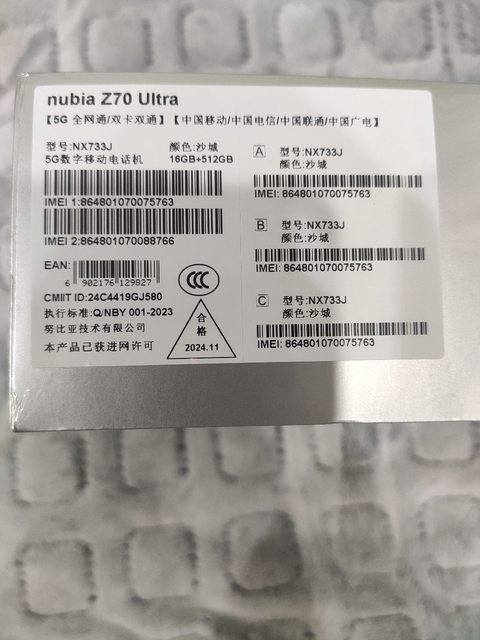 nubia Z70 Ultra
【5G 全网通/双卡双通】【中国移动/中国电信/中国联通/中国广电】
型号:NX733J 颜色:沙城
5G数字移动电话机 16GB+512GB
IMEI 1:864801070075763
IMEI 2:864801070088766
EAN:
6 902176 129827
CMIIT ID:24C4419GJ580
执行标准:Q/NBY 001-2023
努比亚技术有限公司
本产品已获进网许可
CCC
合
格
2024.11
A 型号:NX733J
颜色:沙城
IMEI: 864801070075763
B 型号:NX733J
颜色:沙城
IMEI: 864801070075763
C 型号:NX733J
颜色:沙城
IMEI: 864801070075763